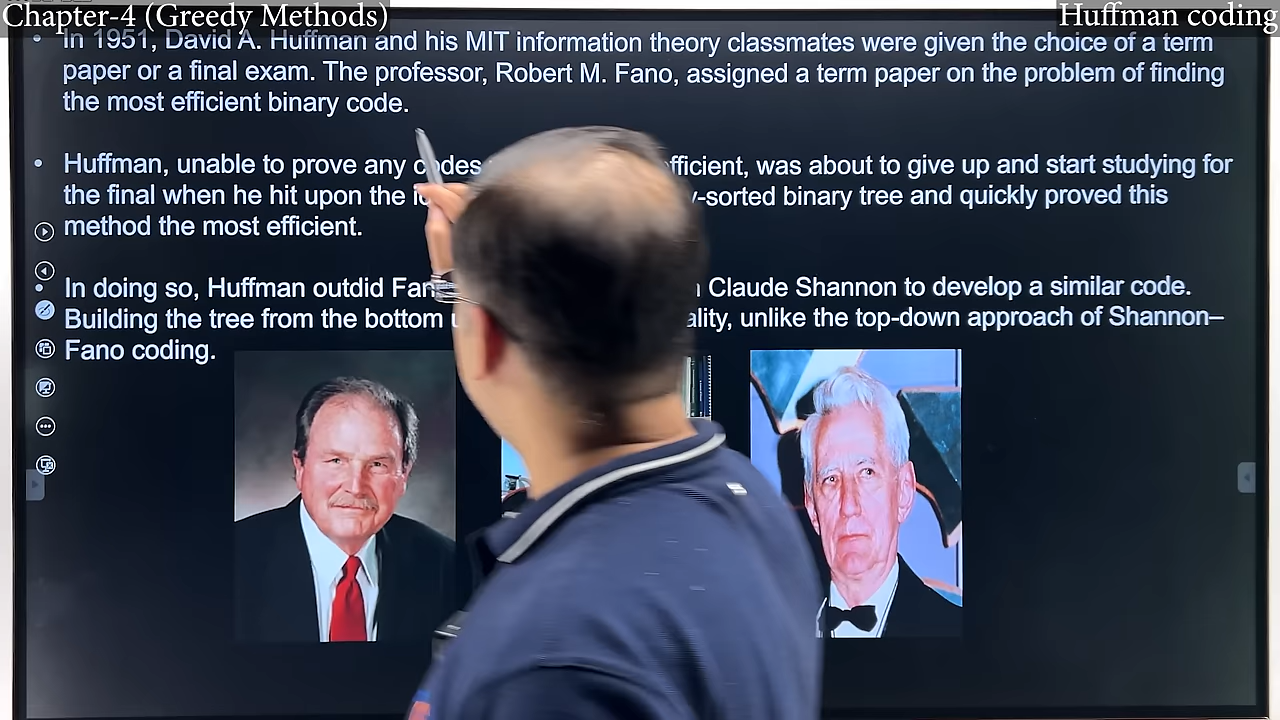 Chapter-4 (Greedy Methods)
Huffman coding
• In 1951, David A. Huffman and his MIT information theory classmates were given the choice of a term
paper or a final exam. The professor, Robert M. Fano, assigned a term paper on the problem of finding
the most efficient binary code.
• Huffman, unable to prove any codes fficient, was about to give up and start studying for
the final when he hit upon the -sorted binary tree and quickly proved this
method the most efficient.
• In doing so, Huffman outdid Claude Shannon to develop a similar code.
Building the tree from the bottom unlike the top-down approach of Shannon–
Fano coding.